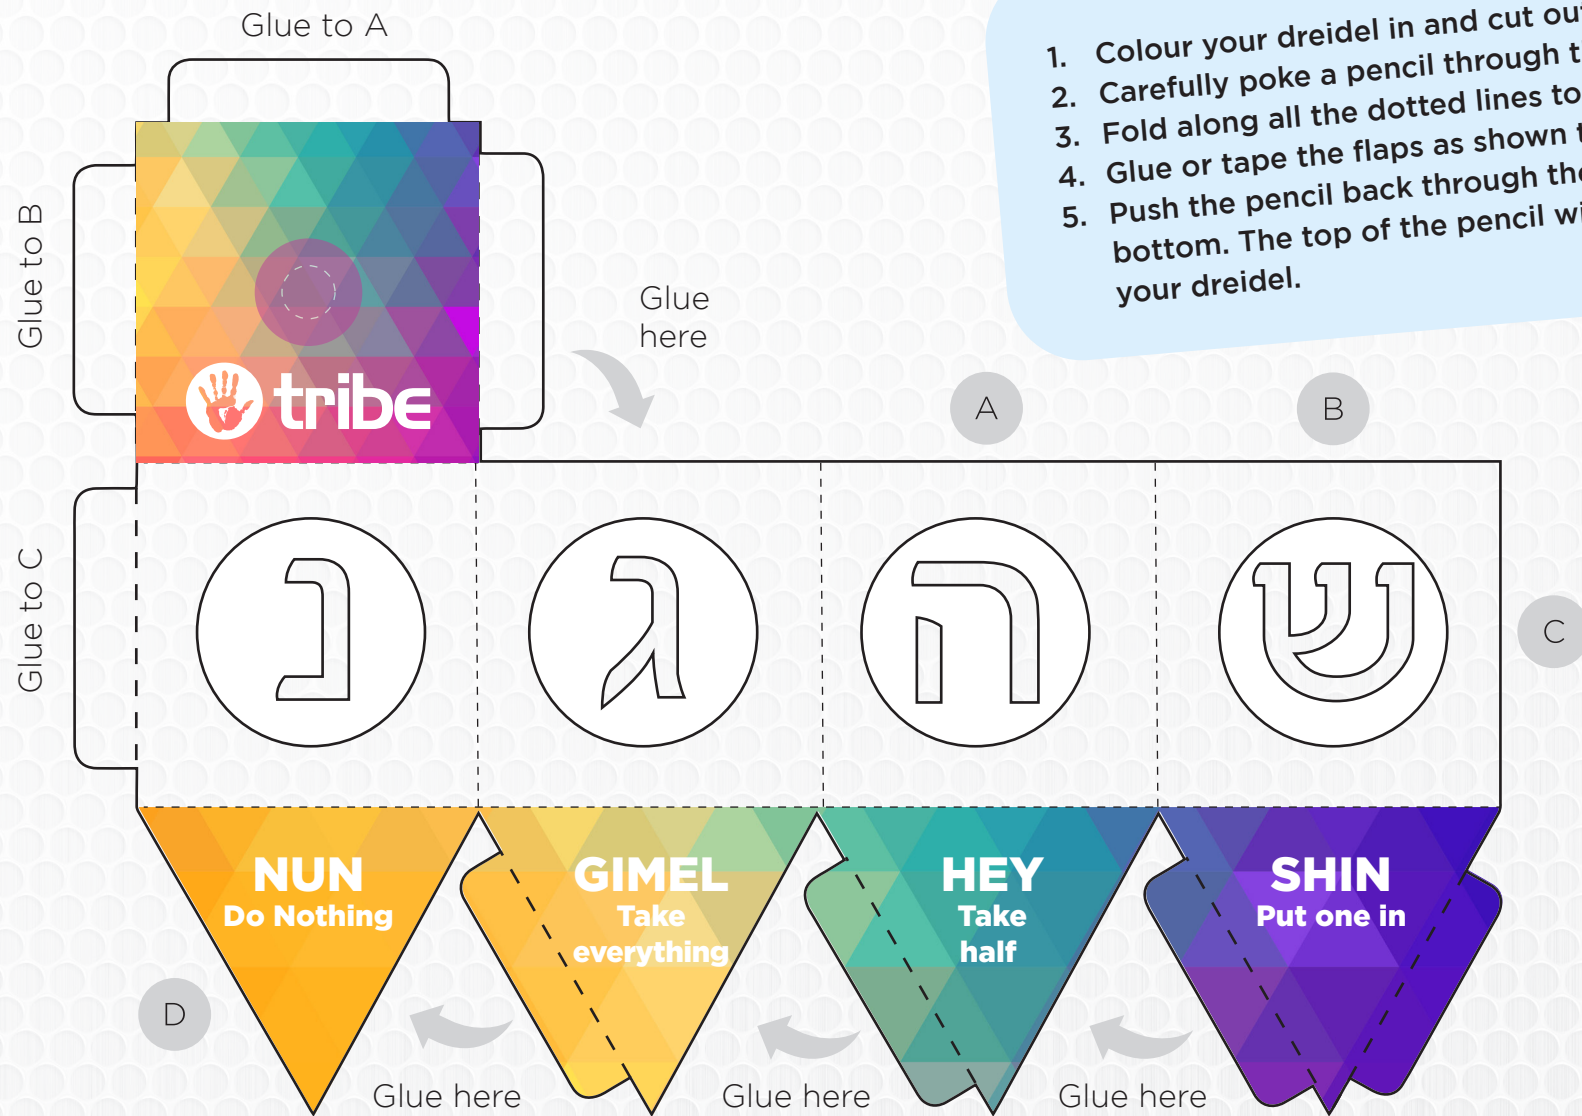 Glue to A
1. Colour your dreidel in and cut
2. Carefully poke a pencil through
3. Fold along all the dotted lines to
4. Glue or tape the flaps as shown
5. Push the pencil back through the
bottom. The top of the pencil
your dreidel.
Glue to B
tribe
Glue
here
A
B
Glue to C
נ
ג
ה
ש
C
NUN
Do Nothing
GIMEL
Take
everything
HEY
Take
half
SHIN
Put one in
D
Glue here
Glue here
Glue here